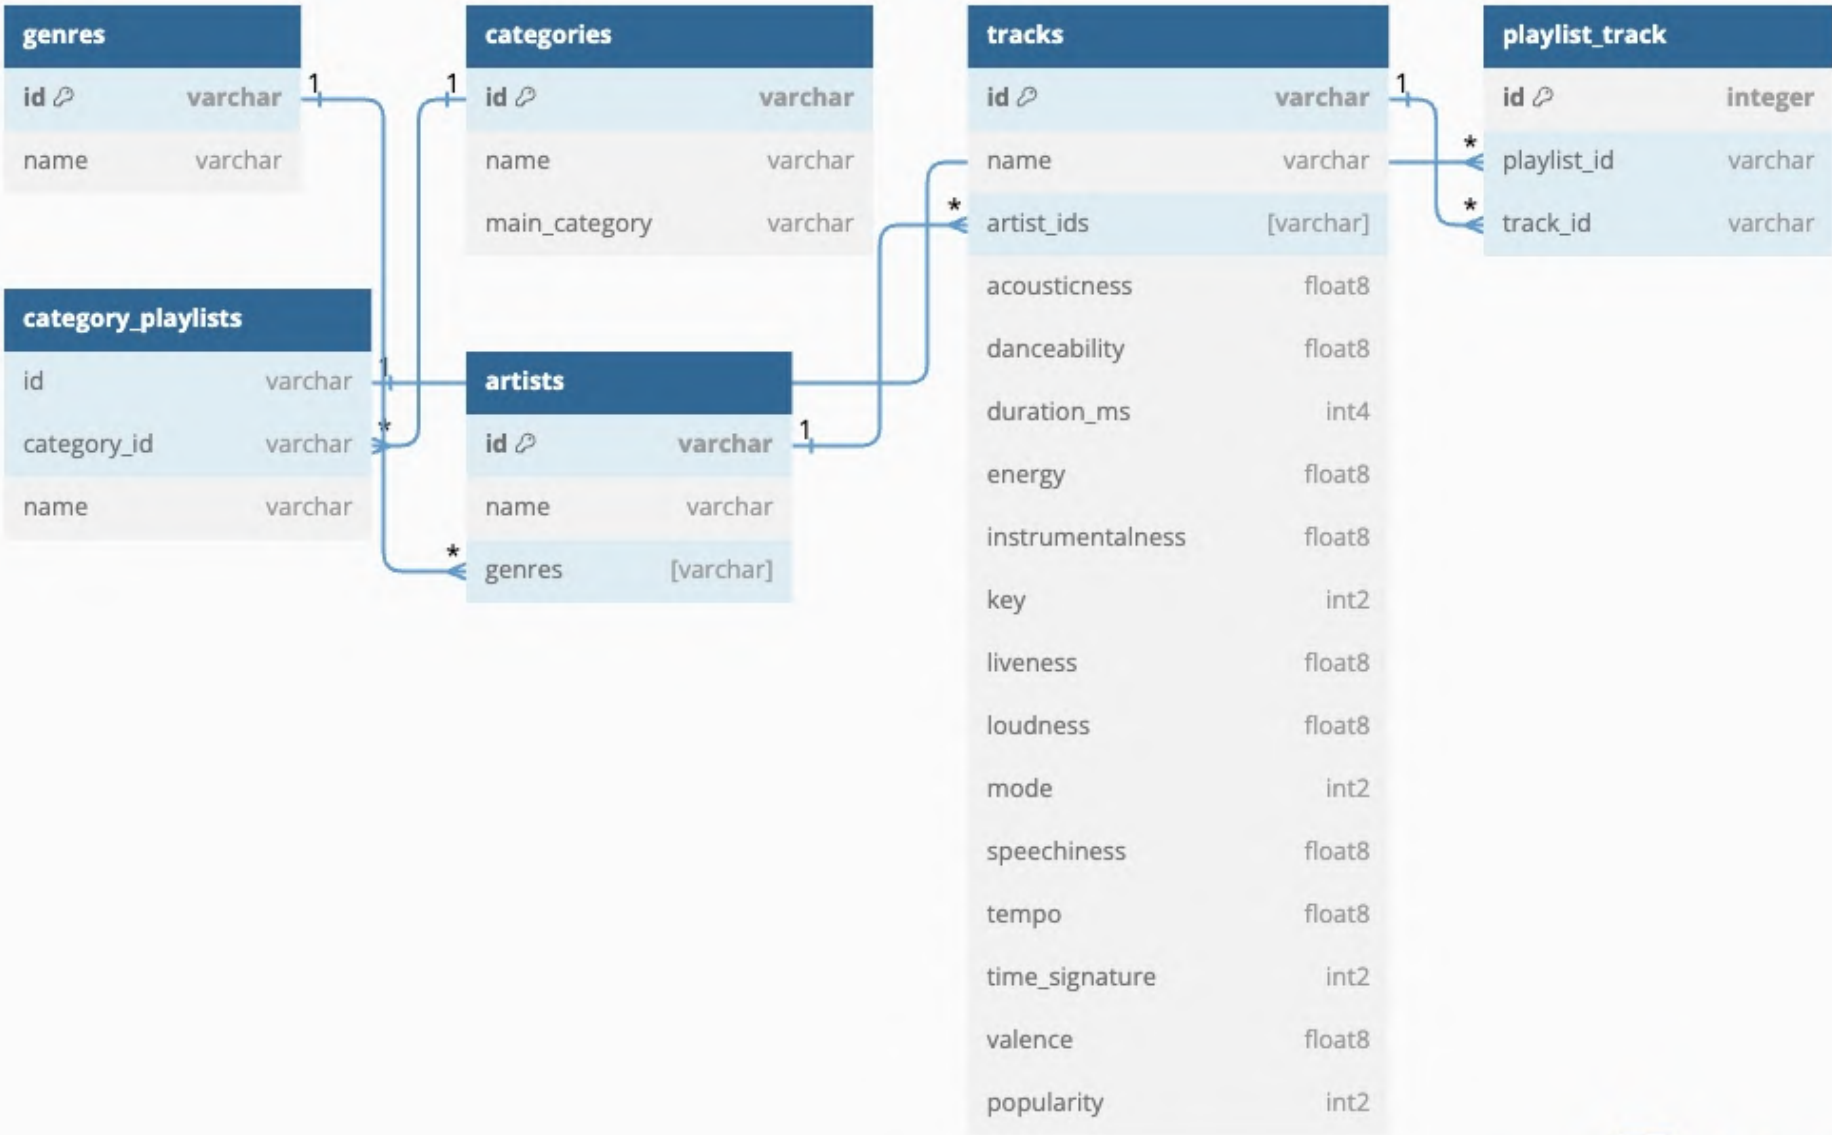 genres
id varchar
name varchar
categories
id varchar
name varchar
main_category varchar
tracks
id varchar
name varchar
artist_ids [varchar]
acousticness float8
danceability float8
duration_ms int4
energy float8
instrumentalness float8
key int2
liveness float8
loudness float8
mode int2
speechiness float8
tempo float8
time_signature int2
valence float8
popularity int2
playlist_track
id integer
playlist_id varchar
track_id varchar
category_playlists
id varchar
category_id varchar
name varchar
artists
id varchar
name varchar
genres [varchar]
1
1
1
*
*
*
1
*
1
*